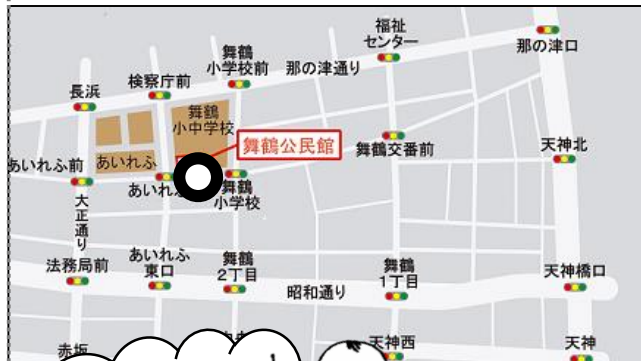 福祉
センター
那の津口
舞鶴
小学校前
那の津通り
検察庁前
長浜
舞鶴
小中学校
舞鶴公民館
舞鶴交番前
天神北
あいれふ前
あいれふ
あいれ
舞鶴
小学校
大正通り
法務局前
あいれふ
東口
舞鶴
2丁目
昭和通り
舞鶴
1丁目
天神橋口
赤坂
天神西
天神